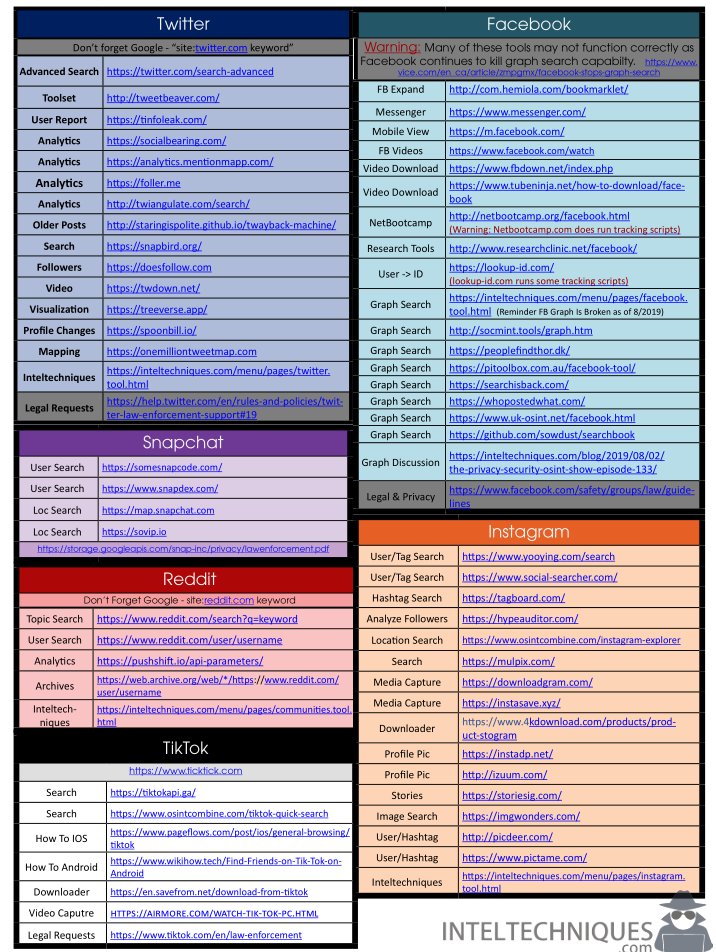 Twitter
Don't forget Google - "site:twitter.com keyword"
Advanced Search https://twitter.com/search-advanced
Toolset http://tweetbeaver.com/
User Report https://tinfoleak.com/
Analytics https://socialbearing.com/
Analytics https://analytics.mentionmapp.com/
Analytics https://foller.me
Analytics http://twiangulate.com/search/
Older Posts http://staringispolite.github.io/twayback-machine/
Search https://snapbird.org/
Followers https://doesfollow.com
Video https://twdown.net/
Visualization https://treeverse.app/
Profile Changes https://spoonbill.io/
Mapping https://onemilliontweetmap.com
Inteltechniques https://inteltechniques.com/menu/pages/twitter.
tool.html
Legal Requests https://help.twitter.com/en/rules-and-policies/twit-
ter-law-enforcement-support#19
Snapchat
User Search https://somesnapcode.com/
User Search https://www.snapdex.com/
Loc Search https://map.snapchat.com
Loc Search https://sovip.io
https://storage.googleapis.com/snap-inc/privacy/lawenforcement.pdf
Reddit
Don't Forget Google - site:reddit.com keyword
Topic Search https://www.reddit.com/search?q=keyword
User Search https://www.reddit.com/user/username
Analytics https://pushshift.io/api-parameters/
Archives https://web.archive.org/web/*/https://www.reddit.com/
user/username
Inteltech-
niques https://inteltechniques.com/menu/pages/communities.tool.
html
TikTok
https://www.ticktick.com
Search https://tiktokapi.ga/
Search https://www.osintcombine.com/tiktok-quick-search
How To IOS https://www.pageflows.com/post/ios/general-browsing/
tiktok
How To Android https://www.wikihow.tech/Find-Friends-on-Tik-Tok-on-
Android
Downloader https://en.savefrom.net/download-from-tiktok
Video Caputre HTTPS://AIRMORE.COM/WATCH-TIK-TOK-PC.HTML
Legal Requests https://www.tiktok.com/en/law-enforcement
Facebook
Warning: Many of these tools may not function correctly as
Facebook continues to kill graph search capabilty. https://www.
vice.com/en_ca/article/zmpgmx/facebook-stops-graph-search
FB Expand http://com.hemiola.com/bookmarklet/
Messenger https://www.messenger.com/
Mobile View https://m.facebook.com/
FB Videos https://www.facebook.com/watch
Video Download https://www.fbdown.net/index.php
Video Download https://www.tubeninja.net/how-to-download/face-
book
NetBootcamp http://netbootcamp.org/facebook.html
(Warning: Netbootcamp.com does run tracking scripts)
Research Tools http://www.researchclinic.net/facebook/
User -> ID https://lookup-id.com/
(lookup-id.com runs some tracking scripts)
Graph Search https://inteltechniques.com/menu/pages/facebook.
tool.html (Reminder FB Graph Is Broken as of 8/2019)
Graph Search http://socmint.tools/graph.htm
Graph Search https://peoplefindthor.dk/
Graph Search https://pitoolbox.com.au/facebook-tool/
Graph Search https://searchisback.com/
Graph Search https://whopostedwhat.com/
Graph Search https://www.uk-osint.net/facebook.html
Graph Search https://github.com/sowdust/searchbook
Graph Discussion https://inteltechniques.com/blog/2019/08/02/
the-privacy-security-osint-show-episode-133/
Legal & Privacy https://www.facebook.com/safety/groups/law/guide-
lines
Instagram
User/Tag Search https://www.yooying.com/search
User/Tag Search https://www.social-searcher.com/
Hashtag Search https://tagboard.com/
Analyze Followers https://hypeauditor.com/
Location Search https://www.osintcombine.com/instagram-explorer
Search https://mulpix.com/
Media Capture https://downloadgram.com/
Media Capture https://instasave.xyz/
Downloader https://www.4kdownload.com/products/prod-
uct-stogram
Profile Pic https://instadp.net/
Profile Pic http://izuum.com/
Stories https://storiesig.com/
Image Search https://imgwonders.com/
User/Hashtag http://picdeer.com/
User/Hashtag https://www.pictame.com/
Inteltechniques https://inteltechniques.com/menu/pages/instagram.
tool.html
INTELTECHNIQUES
.com